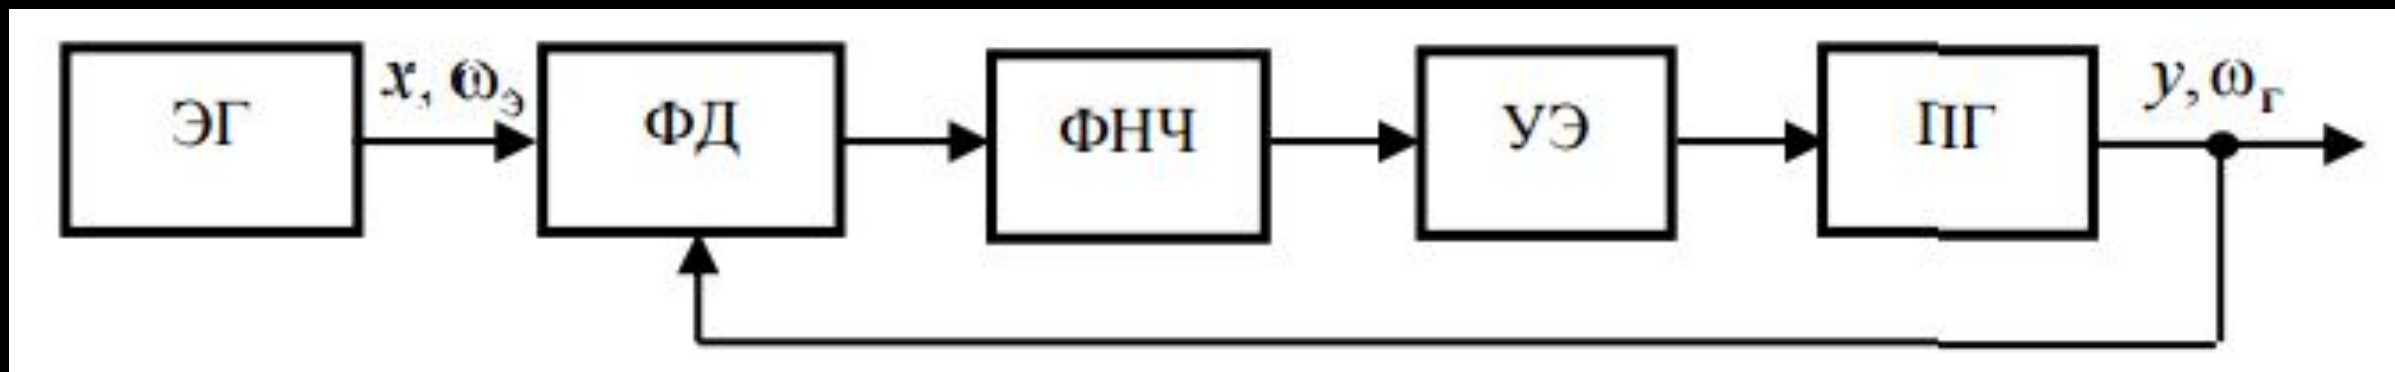 ЭГ
x, ωэ
ФД
ФНЧ
УЭ
ПГ
y, ωг